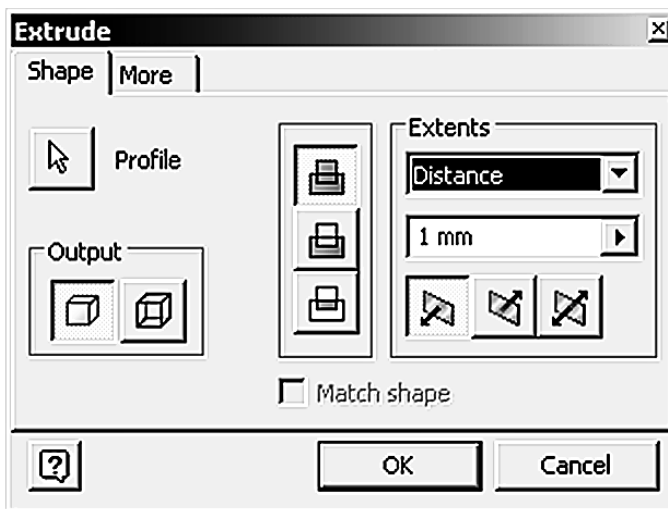 Extrude
Shape More
Profile
Extents
Distance
1 mm
Output
Match shape
?
OK Cancel